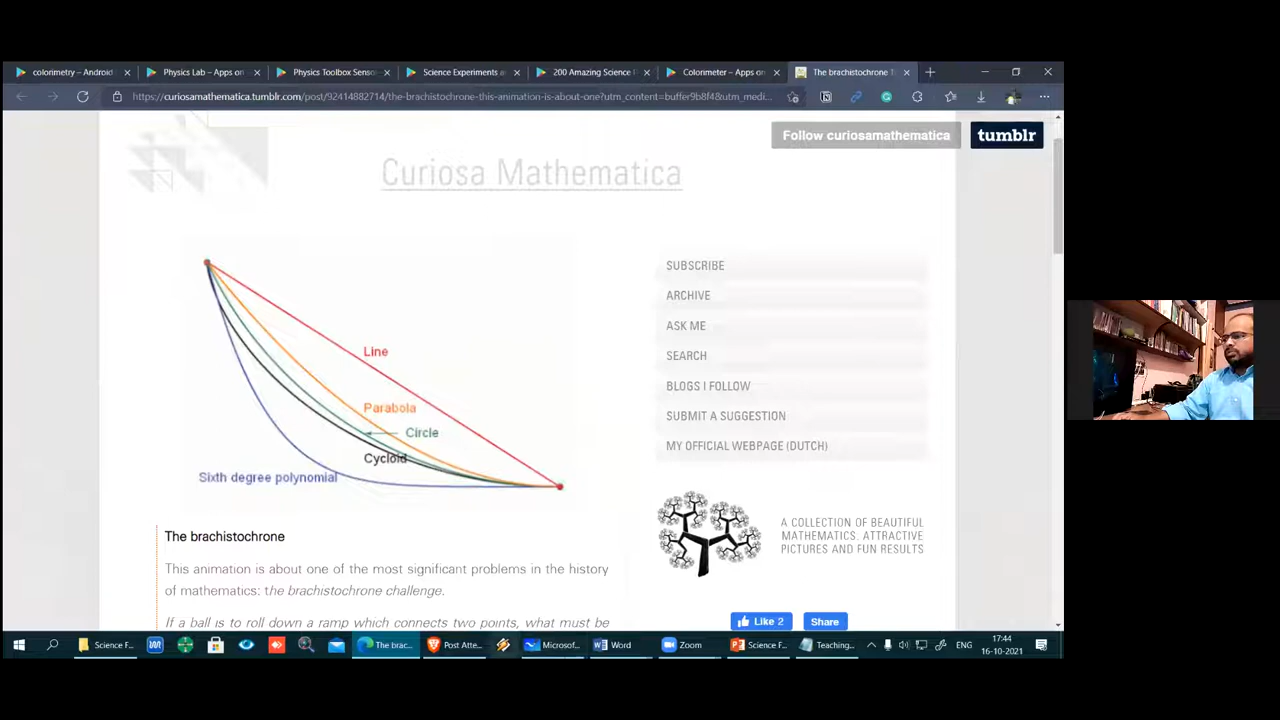 colorimetry – Android
Physics Lab – Apps on
Physics Toolbox Senso
Science Experiments a
200 Amazing Science
Colorimeter – Apps on
The brachistochrone
https://curiosamathematica.tumblr.com/post/92414882714/the-brachistochrone-this-animation-is-about-one?utm_content=buffer9b8f48&utm_medi...
Follow curiosamathematica
tumblr
Curiosa Mathematica
Line
Parabola
Circle
Cycloid
Sixth degree polynomial
SUBSCRIBE
ARCHIVE
ASK ME
SEARCH
BLOGS I FOLLOW
SUBMIT A SUGGESTION
MY OFFICIAL WEBPAGE (DUTCH)
A COLLECTION OF BEAUTIFUL
MATHEMATICS, ATTRACTIVE
PICTURES AND FUN RESULTS
The brachistochrone
This animation is about one of the most significant problems in the history
of mathematics: the brachistochrone challenge.
If a ball is to roll down a ramp which connects two points, what must be
Like 2
Share
Science F...
The brac...
Post Atte...
Microsof...
Word
Zoom
Science F...
Teaching...
ENG
17:44
16-10-2021